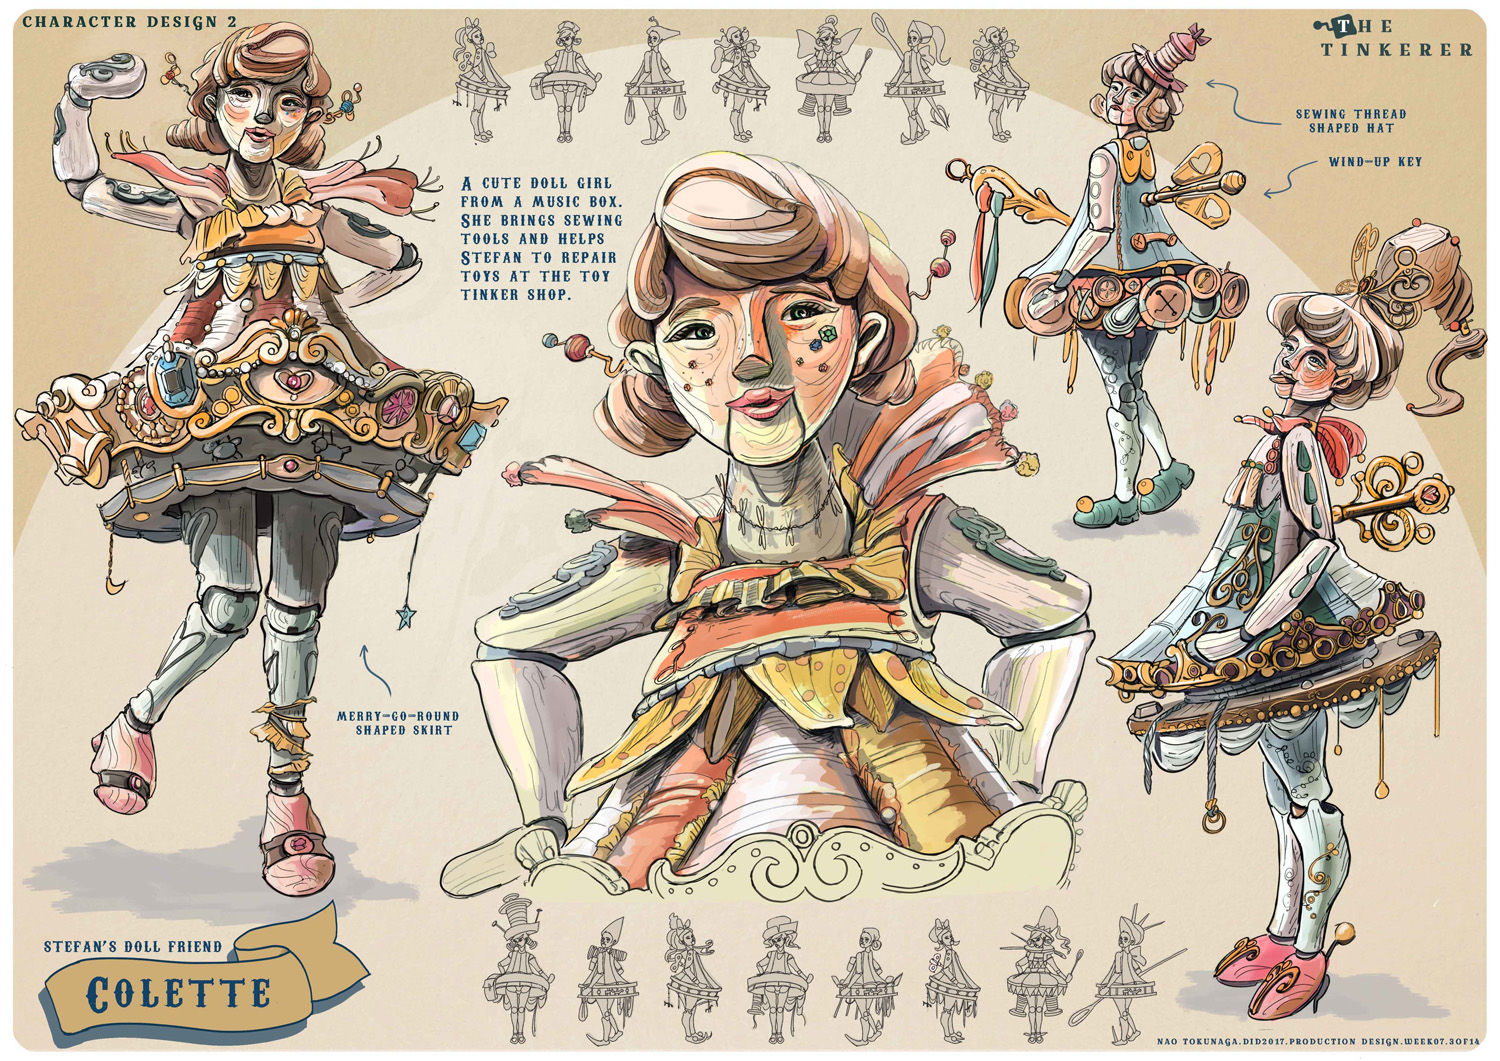 CHARACTER DESIGN 2
THE
TINKERER
SEWING THREAD
SHAPED HAT
WIND-UP KEY
A CUTE DOLL GIRL
FROM A MUSIC BOX.
SHE BRINGS SEWING
TOOLS AND HELPS
STEFAN TO REPAIR
TOYS AT THE TOY
TINKER SHOP.
MERRY-GO-ROUND
SHAPED SKIRT
STEFAN'S DOLL FRIEND
COLETTE
NAO TOKUNAGA.DID2017.PRODUCTION DESIGN.WEEK07.3OF14